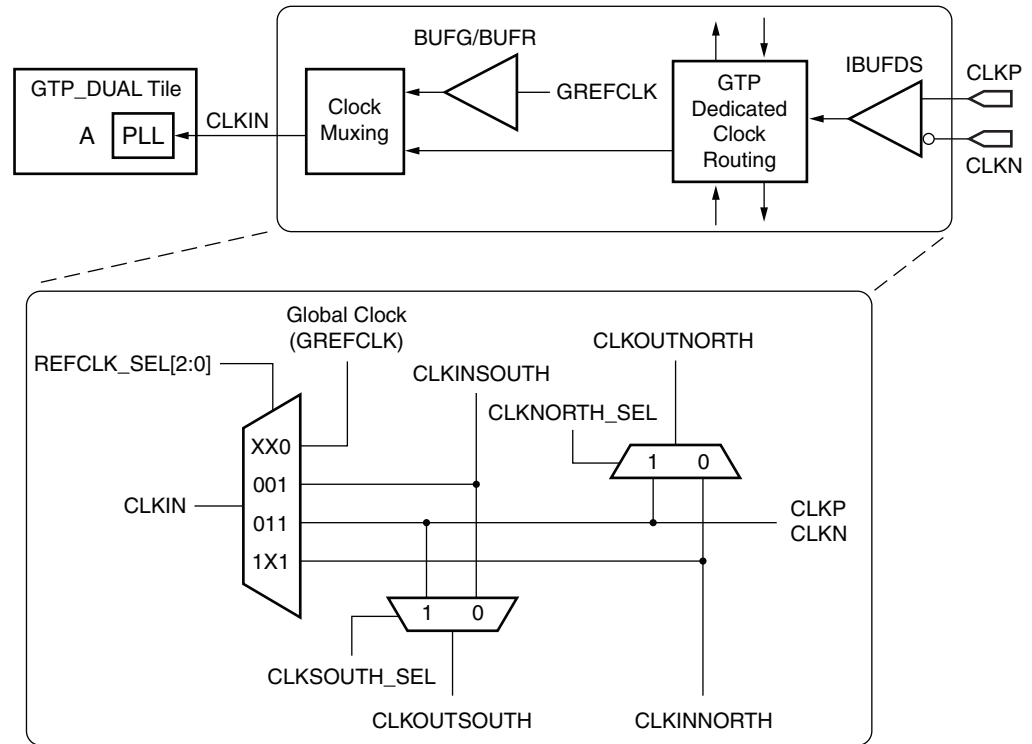 BUFG/BUFR
IBUFDS
CLKP
GTP_DUAL Tile
A
PLL
CLKIN
Clock
Muxing
GREFCLK
GTP
Dedicated
Clock
Routing
CLKN
Global Clock
(GREFCLK)
CLKOUTNORTH
REFCLK_SEL[2:0]
CLKINSOUTH
CLKNORTH_SEL
XX0
1 0
001
CLKIN
011
CLKP
CLKN
1X1
1 0
CLKSOUTH_SEL
CLKOUTSOUTH
CLKINNORTH